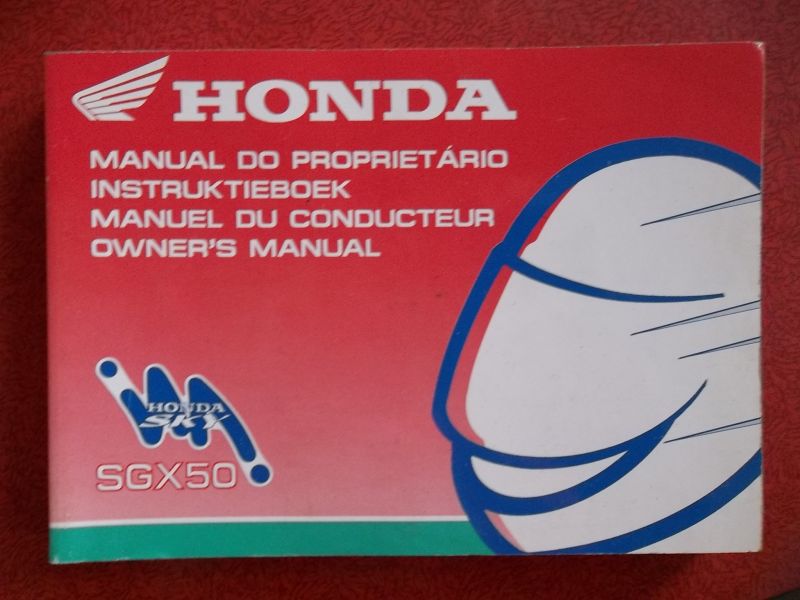 HONDA
MANUAL DO PROPRIETÁRIO
INSTRUKTIEBOEK
MANUEL DU CONDUCTEUR
OWNER'S MANUAL
HONDA
SKY
SGX50